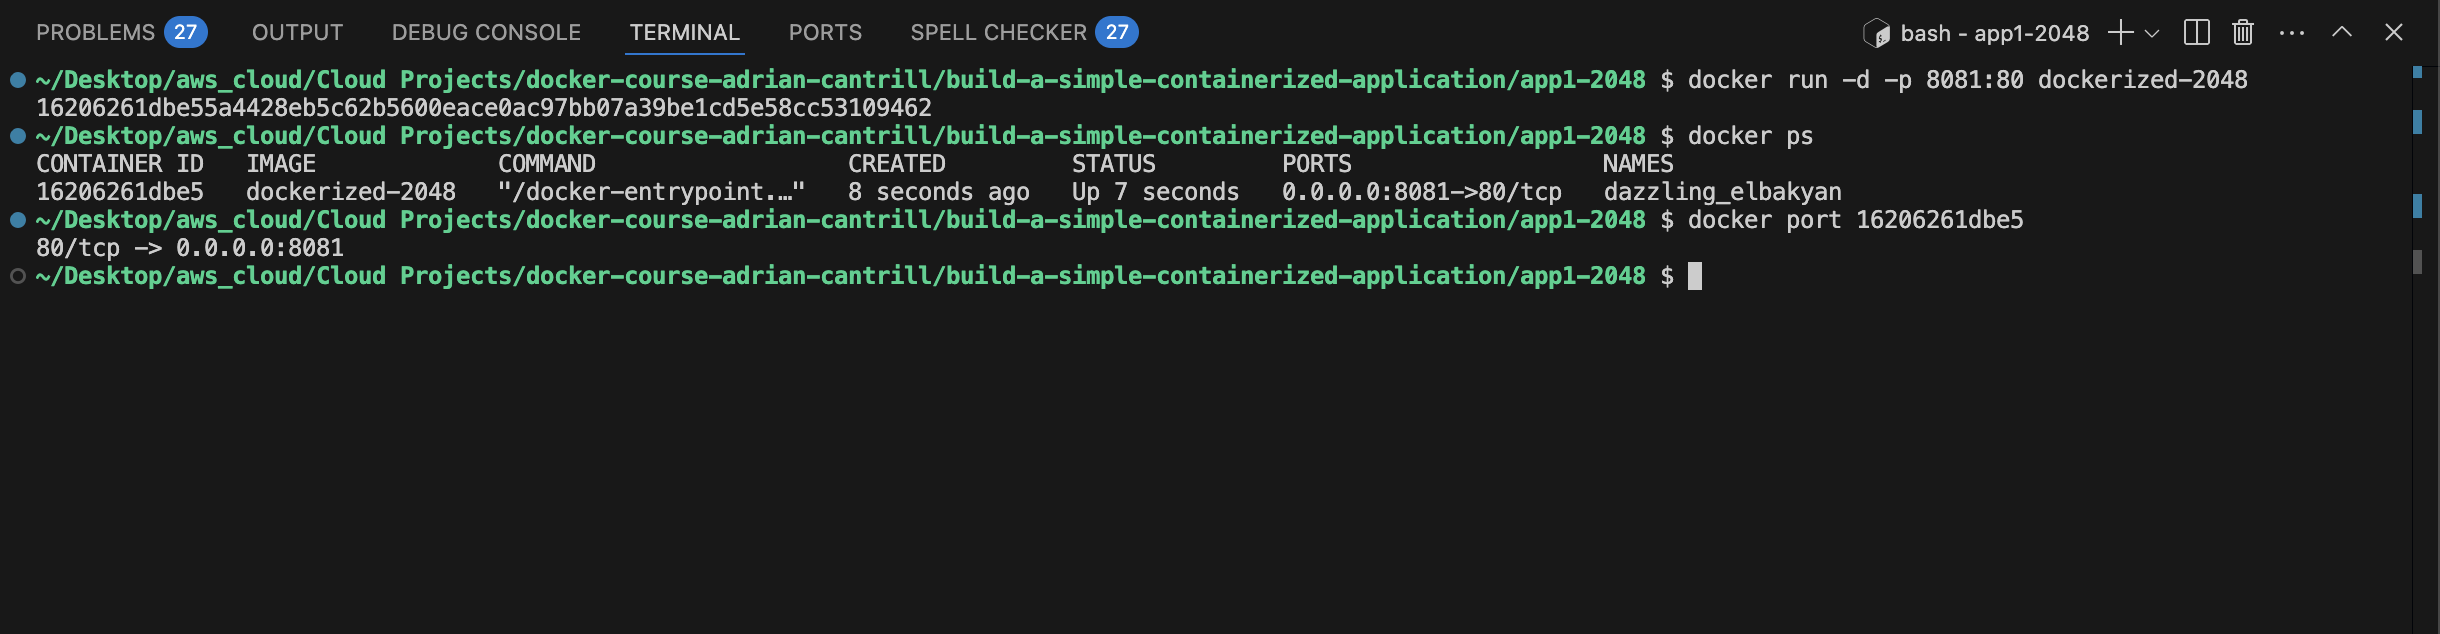 PROBLEMS 27 OUTPUT DEBUG CONSOLE TERMINAL PORTS SPELL CHECKER 27 bash - app1-2048
~/Desktop/aws_cloud/Cloud Projects/docker-course-adrian-cantrill/build-a-simple-containerized-application/app1-2048 $ docker run -d -p 8081:80 dockerized-2048
16206261dbe55a4428eb5c62b5600eace0ac97bb07a39be1cd5e58cc53109462
~/Desktop/aws_cloud/Cloud Projects/docker-course-adrian-cantrill/build-a-simple-containerized-application/app1-2048 $ docker ps
CONTAINER ID IMAGE COMMAND CREATED STATUS PORTS NAMES
16206261dbe5 dockerized-2048 "/docker-entrypoint.…" 8 seconds ago Up 7 seconds 0.0.0.0:8081->80/tcp dazzling_elbakyan
~/Desktop/aws_cloud/Cloud Projects/docker-course-adrian-cantrill/build-a-simple-containerized-application/app1-2048 $ docker port 16206261dbe5
80/tcp -> 0.0.0.0:8081
~/Desktop/aws_cloud/Cloud Projects/docker-course-adrian-cantrill/build-a-simple-containerized-application/app1-2048 $